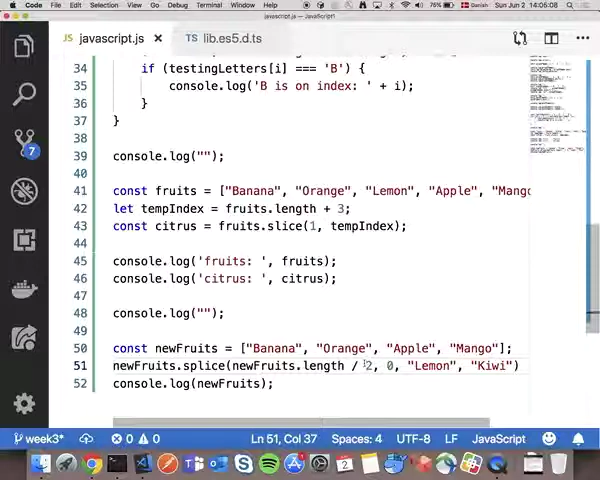 Code File Edit Selection View Go Debug Terminal Window Help 75% Danish Sun Jun 2 14:05:08
javascript.js — JavaScript1
JS javascript.js × TS lib.es5.d.ts
34 if (testingLetters[i] === 'B') {
35 console.log('B is on index: ' + i);
36 }
37 }
38
39 console.log("");
40
41 const fruits = ["Banana", "Orange", "Lemon", "Apple", "Mango
42 let tempIndex = fruits.length + 3;
43 const citrus = fruits.slice(1, tempIndex);
44
45 console.log('fruits: ', fruits);
46 console.log('citrus: ', citrus);
47
48 console.log("");
49
50 const newFruits = ["Banana", "Orange", "Apple", "Mango"];
51 newFruits.splice(newFruits.length / 2, 0, "Lemon", "Kiwi")
52 console.log(newFruits);
7
week3* 0 0 Ln 51, Col 37 Spaces: 4 UTF-8 LF JavaScript